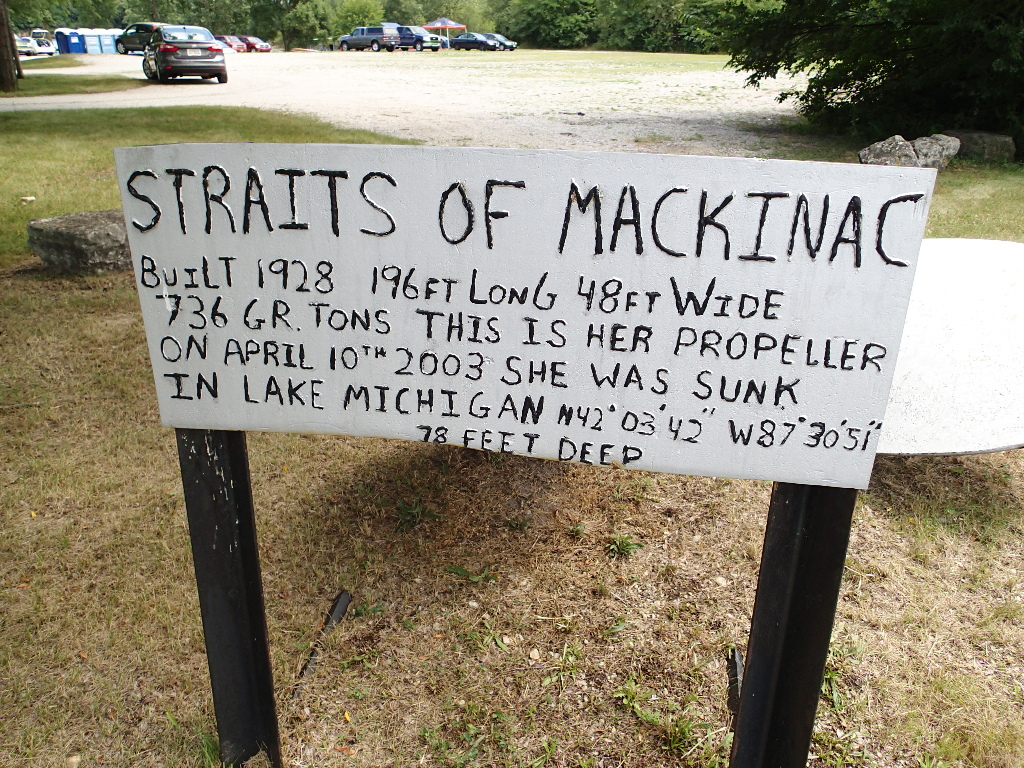 STRAITS OF MACKINAC
BUILT 1928 196FT LONG 48FT WIDE
736 GR. TONS THIS IS HER PROPELLER
ON APRIL 10TH 2003 SHE WAS SUNK
IN LAKE MICHIGAN N42°03'42" W87°30'51"
78 FEET DEEP